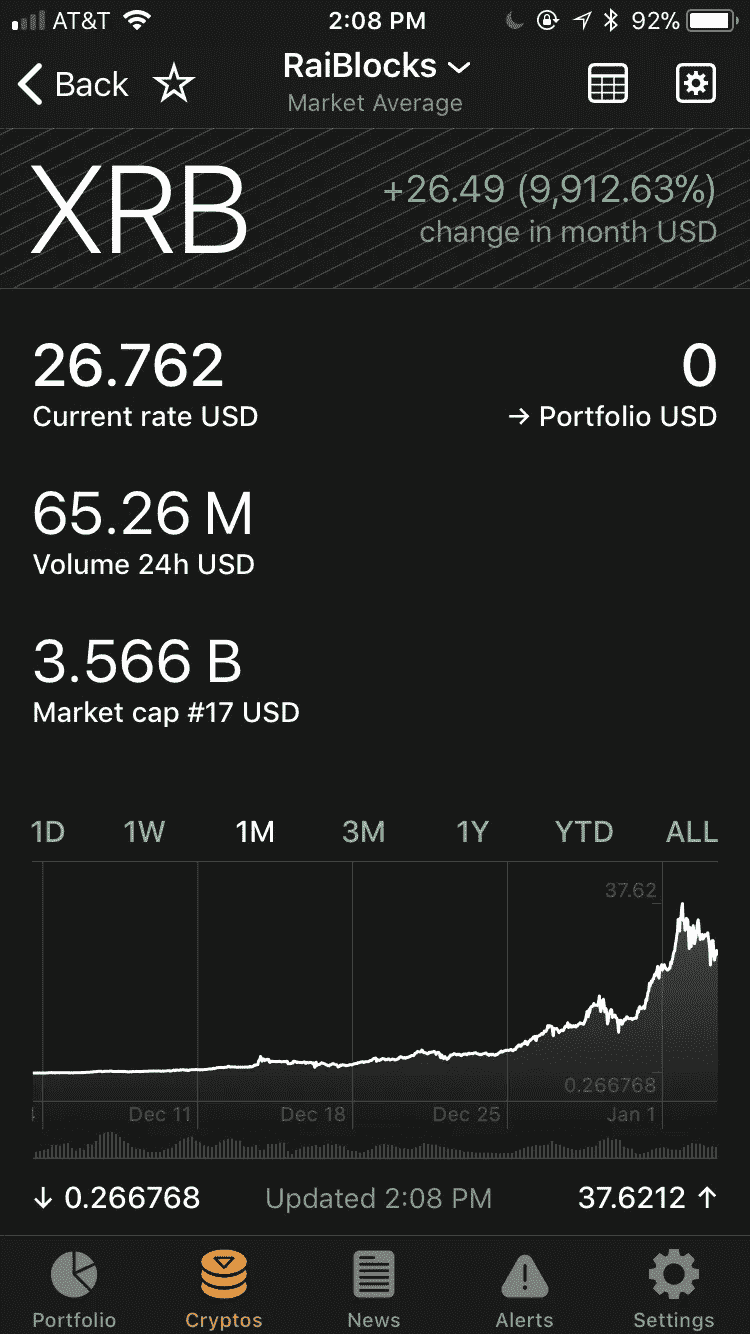 AT&T 2:08 PM 92%
Back RaiBlocks
Market Average
XRB
+26.49 (9,912.63%)
change in month USD
26.762 0
Current rate USD → Portfolio USD
65.26 M
Volume 24h USD
3.566 B
Market cap #17 USD
1D 1W 1M 3M 1Y YTD ALL
37.62
0.266768
4 Dec 11 Dec 18 Dec 25 Jan 1
↓ 0.266768 Updated 2:08 PM 37.6212 ↑
Portfolio Cryptos News Alerts Settings